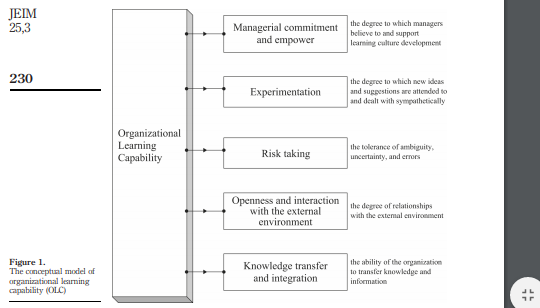 JEIM
25,3
230
Figure 1.
The conceptual model of
organizational learning
capability (OLC)
Organizational
Learning
Capability
Managerial commitment
and empower
the degree to which managers
believe to and support
learning culture development
Experimentation
the degree to which new ideas
and suggestions are attended to
and dealt with sympathetically
Risk taking
the tolerance of ambiguity,
uncertainty, and errors
Openness and interaction
with the external
environment
the degree of relationships
with the external environment
Knowledge transfer
and integration
the ability of the organization
to transfer knowledge and
information